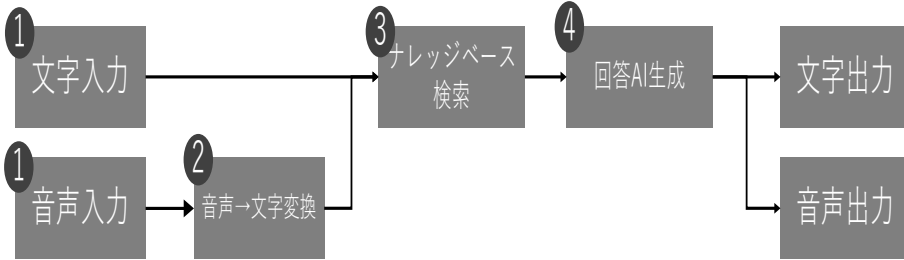 1
文字入力
3
ナレッジベース
検索
4
回答AI生成
文字出力
1
音声入力
2
音声→文字変換
音声出力